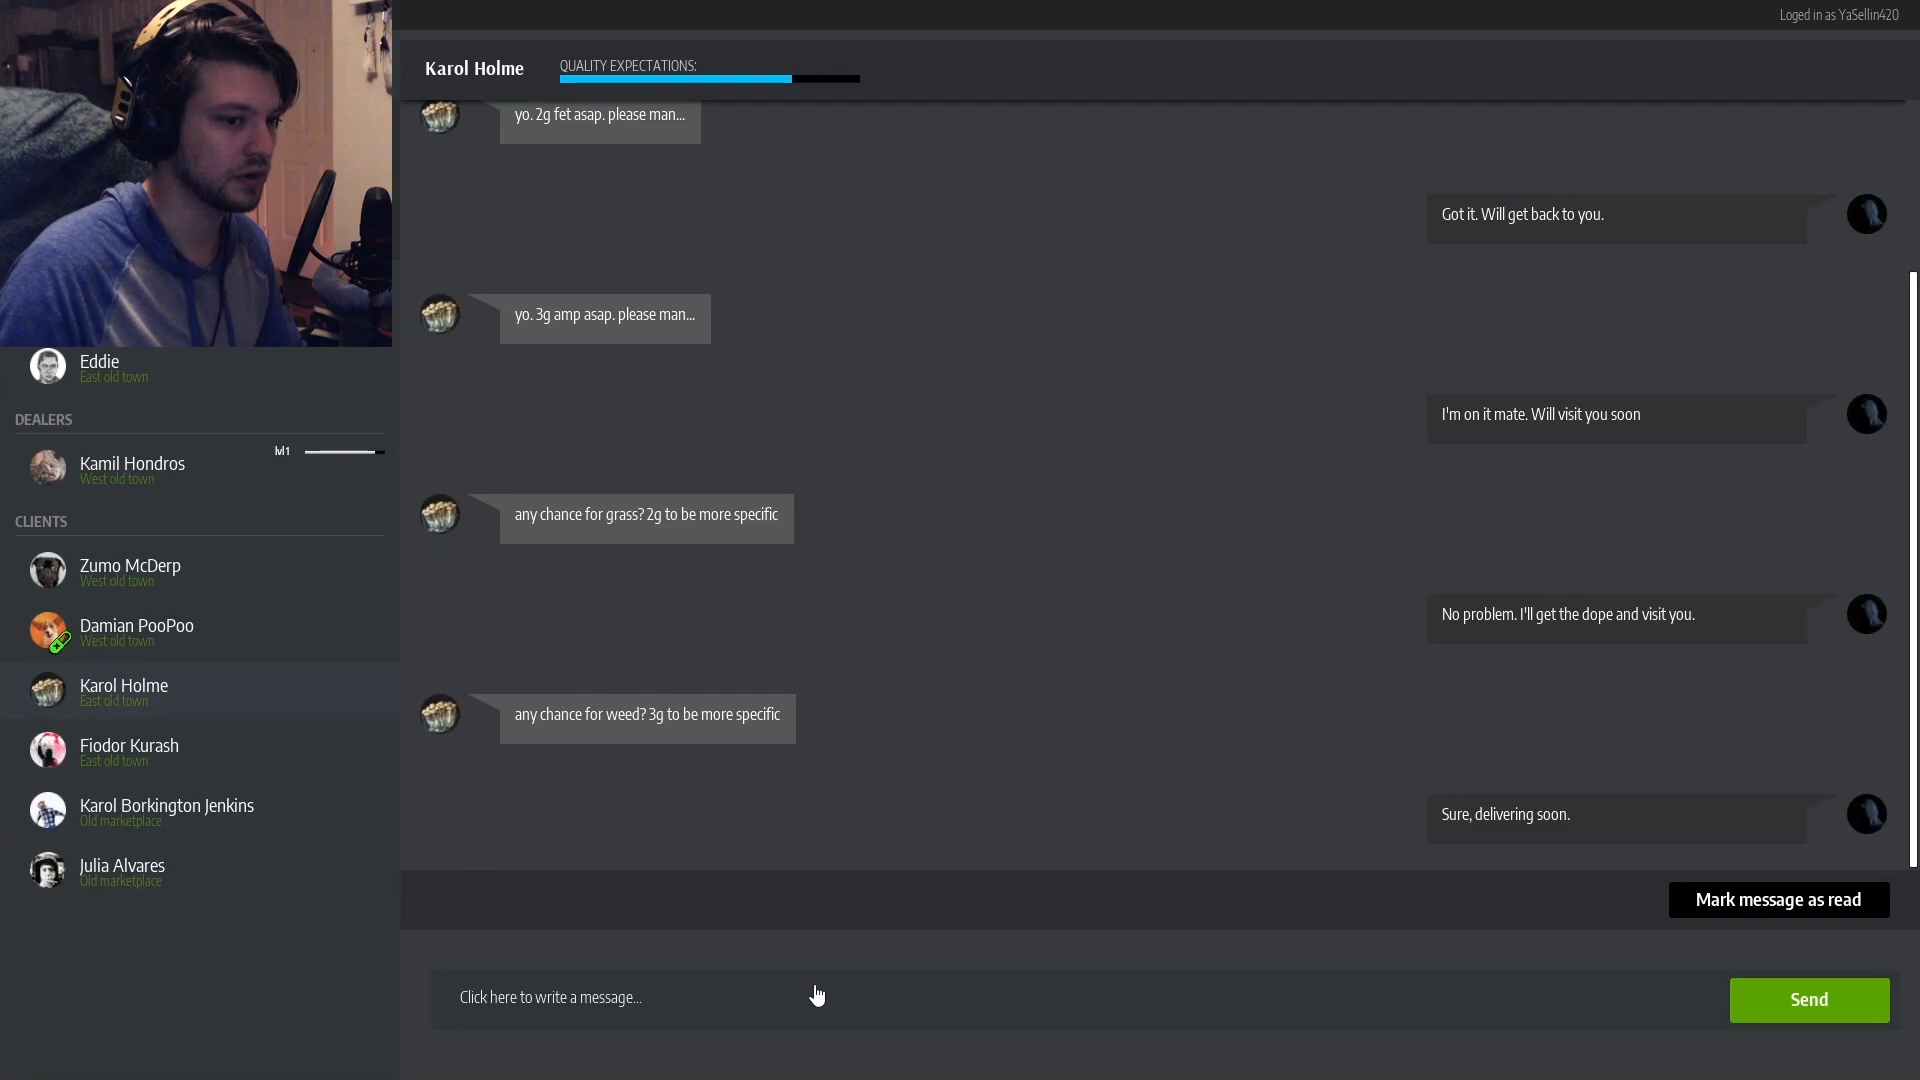 Loged in as YaSellin420
Karol Holme
QUALITY EXPECTATIONS:
yo. 2g fet asap. please man...
Got it. Will get back to you.
yo. 3g amp asap. please man...
I'm on it mate. Will visit you soon
any chance for grass? 2g to be more specific
No problem. I'll get the dope and visit you.
any chance for weed? 3g to be more specific
Sure, delivering soon.
Mark message as read
Click here to write a message...
Send
Eddie
East old town
DEALERS
Kamil Hondros
lvl 1
West old town
CLIENTS
Zumo McDerp
West old town
Damian PooPoo
West old town
Karol Holme
East old town
Fiodor Kurash
East old town
Karol Borkington Jenkins
Old marketplace
Julia Alvares
Old marketplace